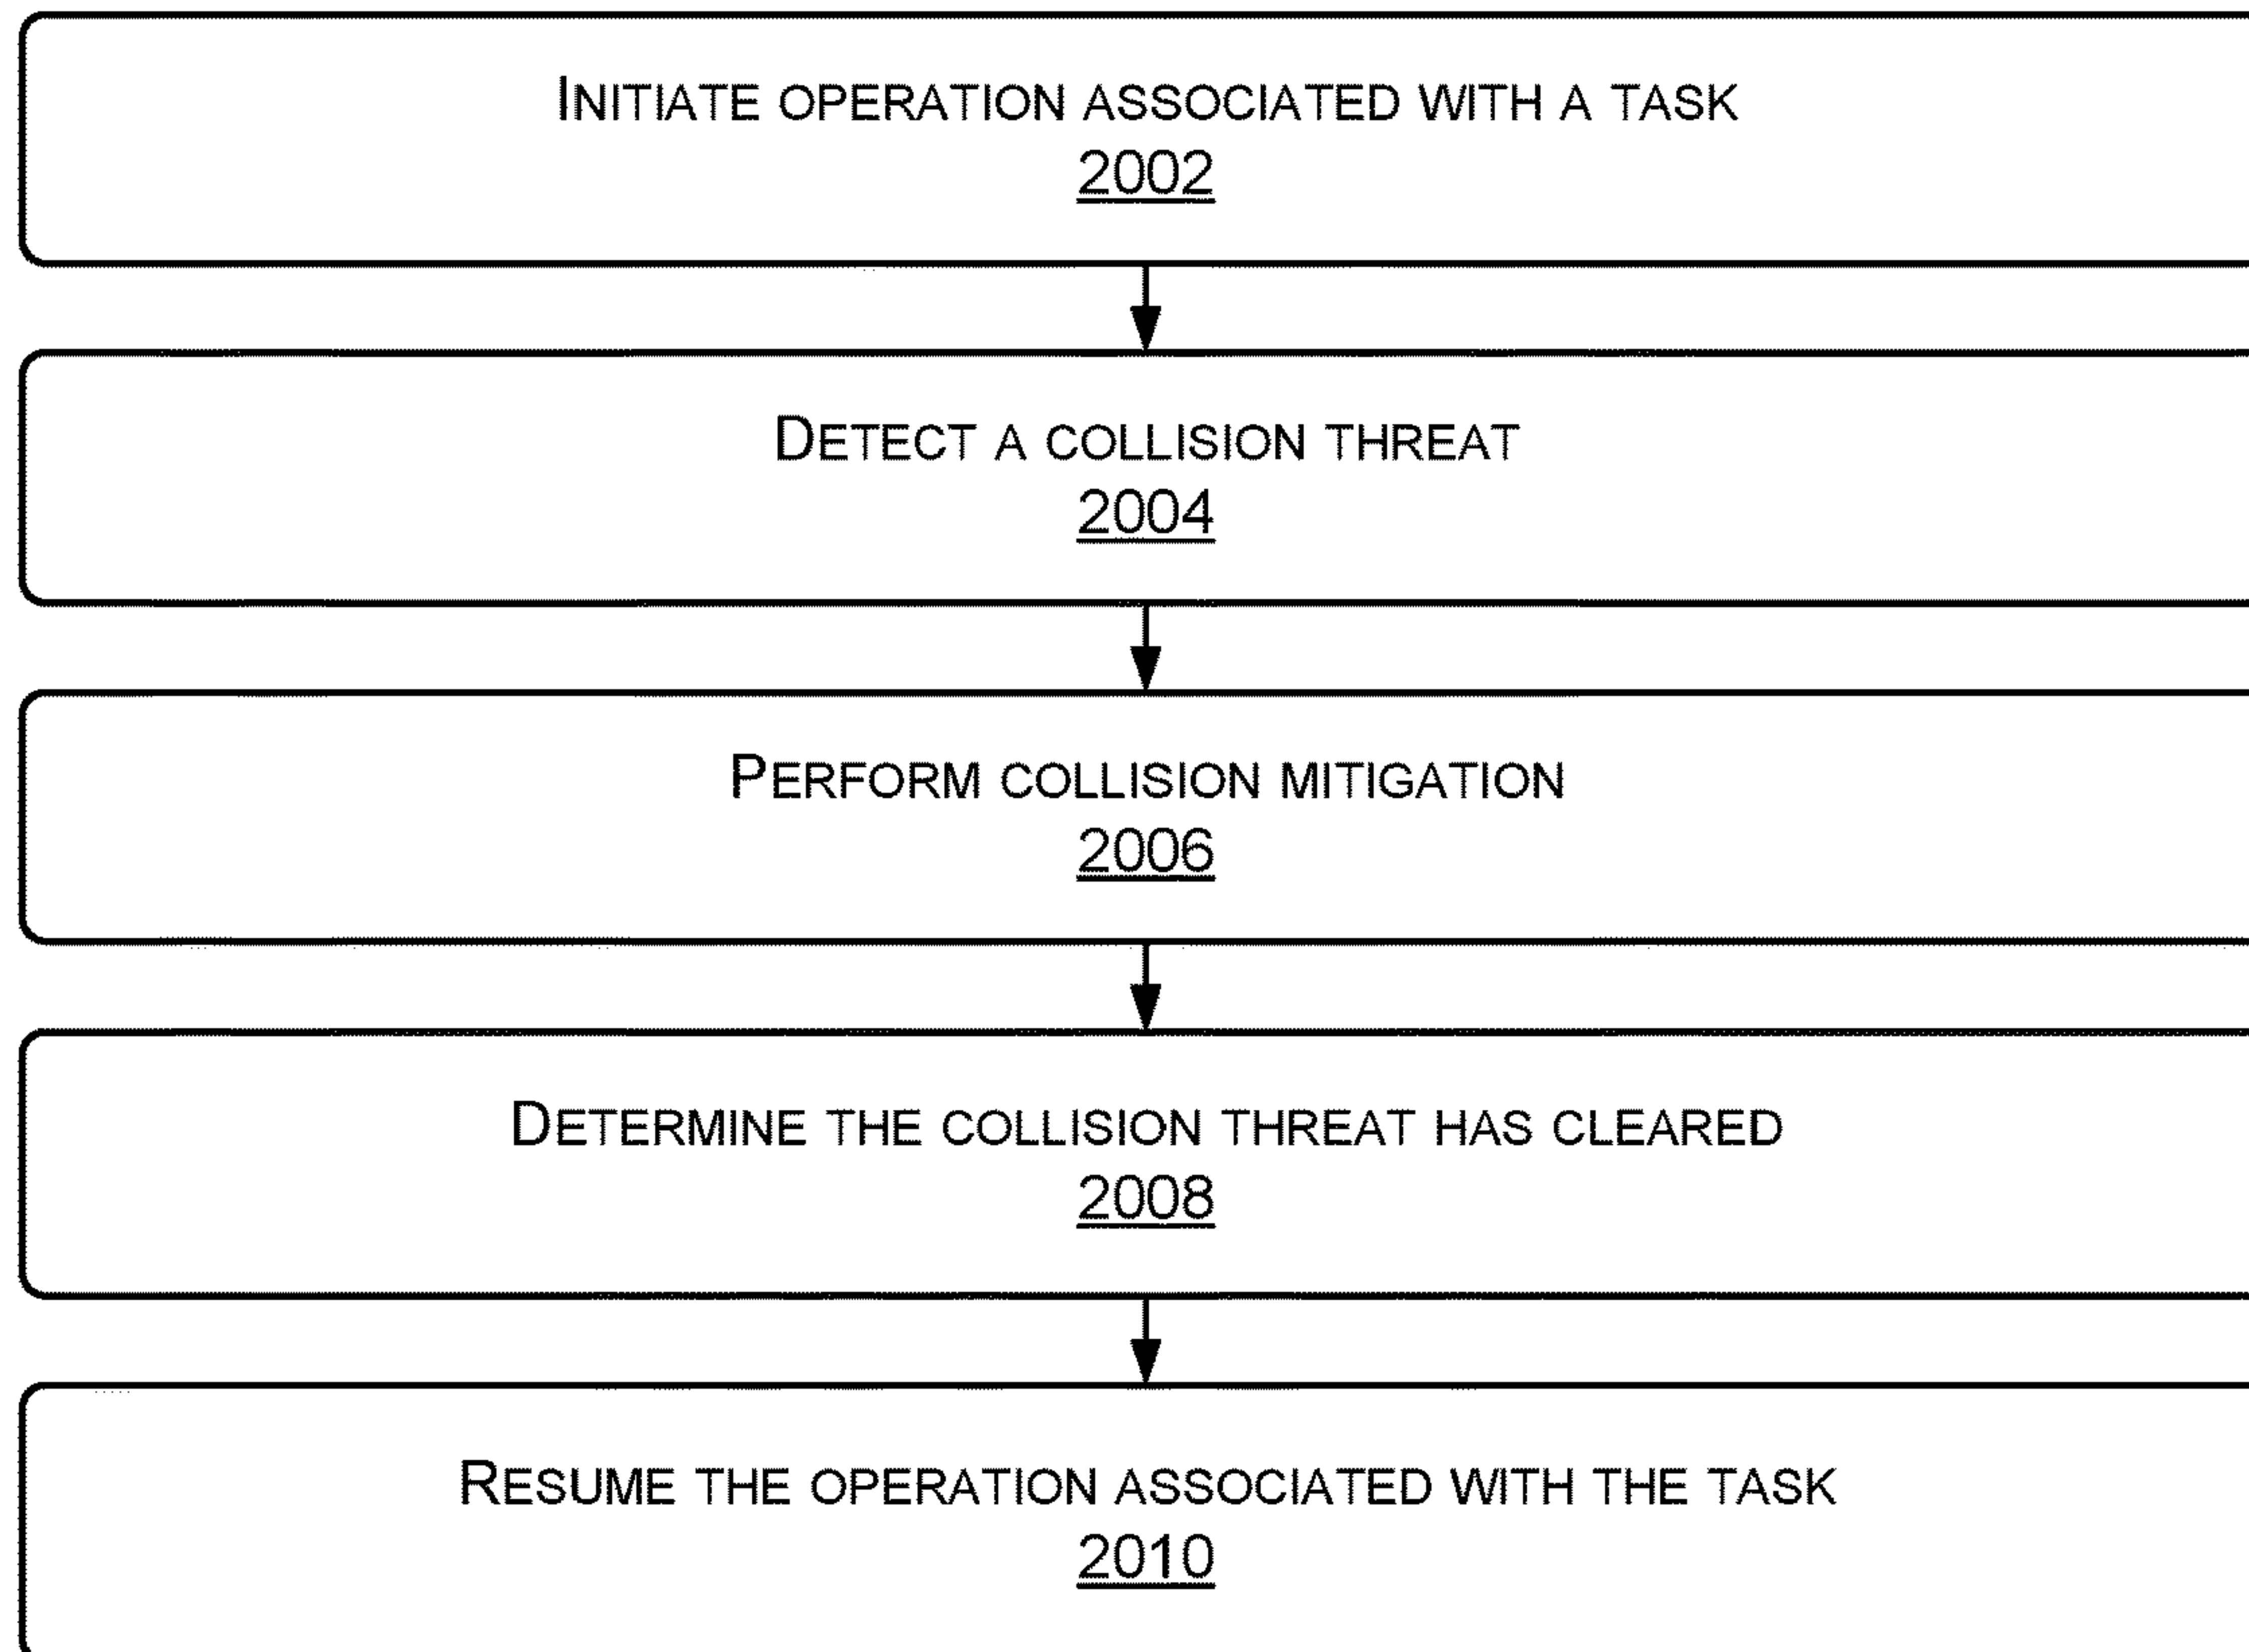 INITIATE OPERATION ASSOCIATED WITH A TASK
2002
DETECT A COLLISION THREAT
2004
PERFORM COLLISION MITIGATION
2006
DETERMINE THE COLLISION THREAT HAS CLEARED
2008
RESUME THE OPERATION ASSOCIATED WITH THE TASK
2010